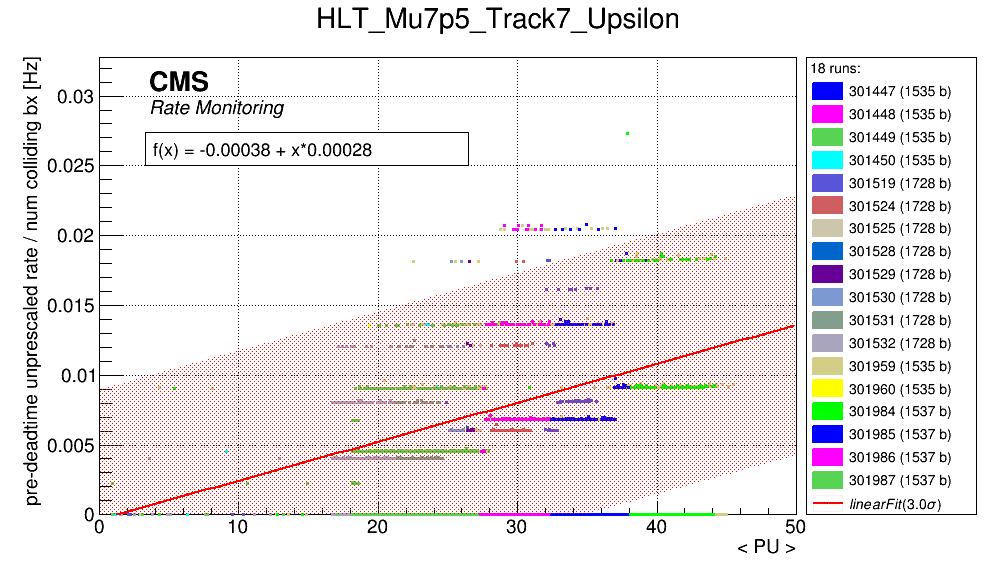 HLT_Mu7p5_Track7_Upsilon
pre-deadtime unprescaled rate / num colliding bx [Hz]
CMS
Rate Monitoring
f(x) = -0.00038 + x*0.00028
0.03
0.025
0.02
0.015
0.01
0.005
0
0 10 20 30 40 50
< PU >
18 runs:
301447 (1535 b)
301448 (1535 b)
301449 (1535 b)
301450 (1535 b)
301519 (1728 b)
301524 (1728 b)
301525 (1728 b)
301528 (1728 b)
301529 (1728 b)
301530 (1728 b)
301531 (1728 b)
301532 (1728 b)
301959 (1535 b)
301960 (1535 b)
301984 (1537 b)
301985 (1537 b)
301986 (1537 b)
301987 (1537 b)
linearFit(3.0σ)